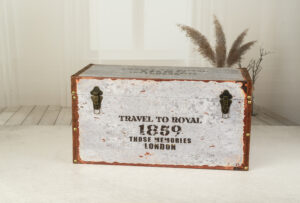 TRAVEL TO ROYAL
1859
THOSE MEMORIES
LONDON